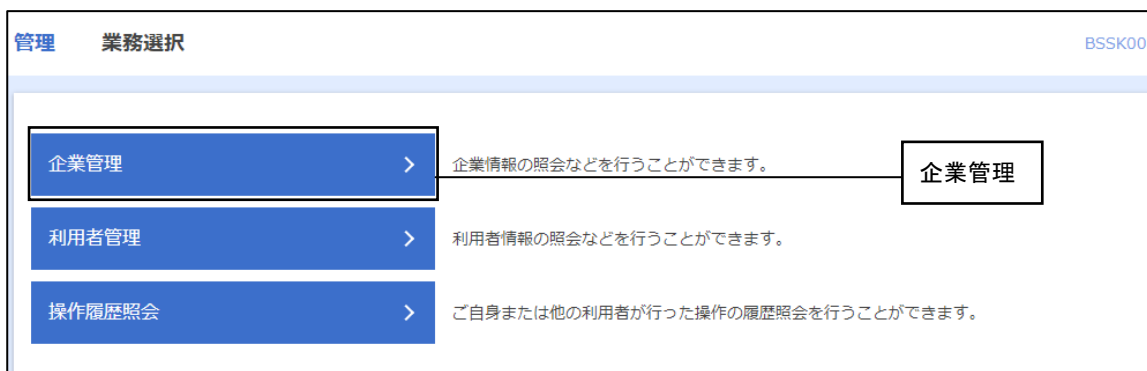 管理 業務選択 BSSK00
企業管理 企業情報の照会などを行うことができます。 企業管理
利用者管理 利用者情報の照会などを行うことができます。
操作履歴照会 ご自身または他の利用者が行った操作の履歴照会を行うことができます。